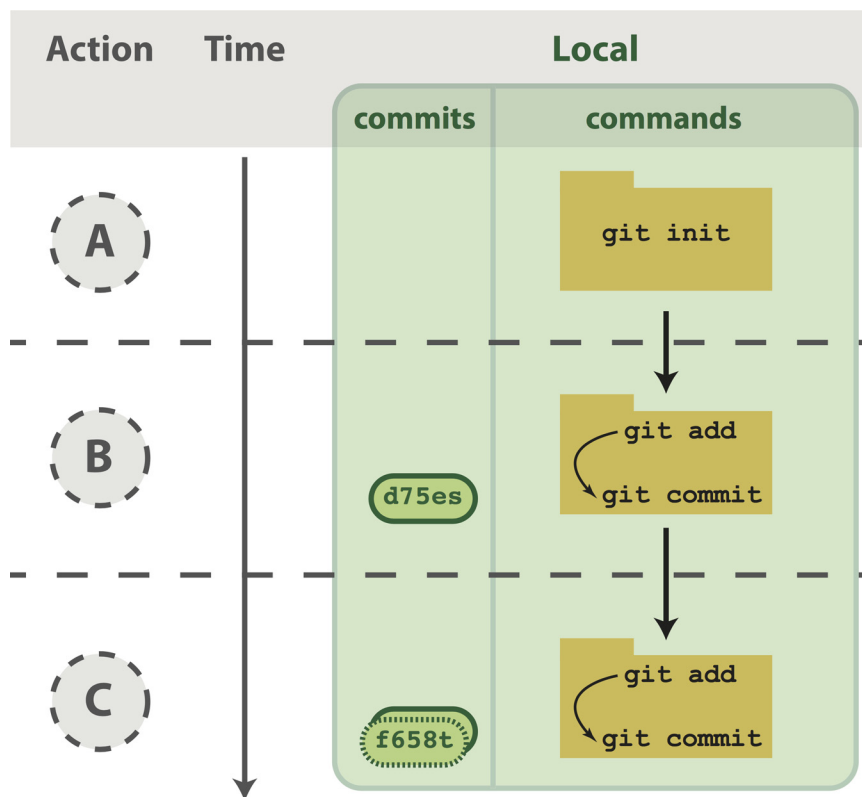 Action Time Local
commits commands
A
git init
B
git add
d75es
git commit
C
git add
f658t
git commit